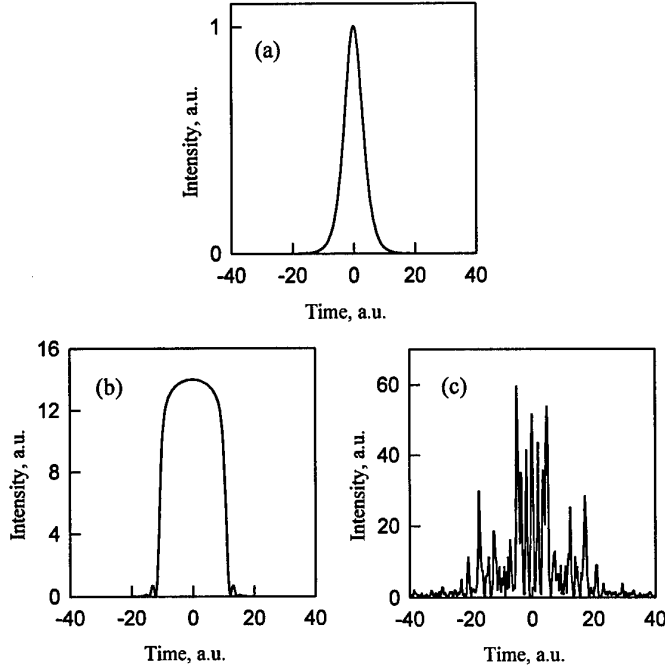 1
(a)
Intensity, a.u.
0
-40 -20 0 20 40
Time, a.u.
16
(b)
12
8
4
0
Intensity, a.u.
-40 -20 0 20 40
Time, a.u.
60
(c)
40
20
0
Intensity, a.u.
-40 -20 0 20 40
Time, a.u.